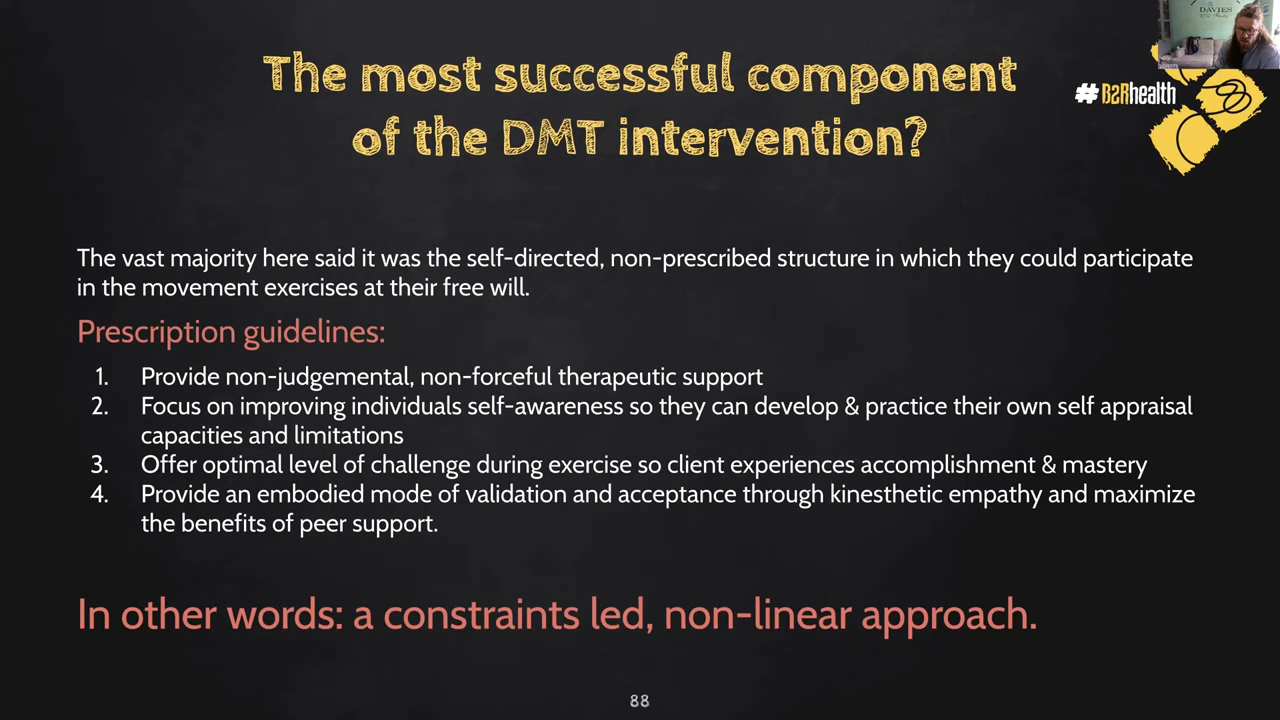 DAVIES
The most successful component
of the DMT intervention?
# B2Rhealth
The vast majority here said it was the self-directed, non-prescribed structure in which they could participate
in the movement exercises at their free will.
Prescription guidelines:
1. Provide non-judgemental, non-forceful therapeutic support
2. Focus on improving individuals self-awareness so they can develop & practice their own self appraisal
capacities and limitations
3. Offer optimal level of challenge during exercise so client experiences accomplishment & mastery
4. Provide an embodied mode of validation and acceptance through kinesthetic empathy and maximize
the benefits of peer support.
In other words: a constraints led, non-linear approach.
88